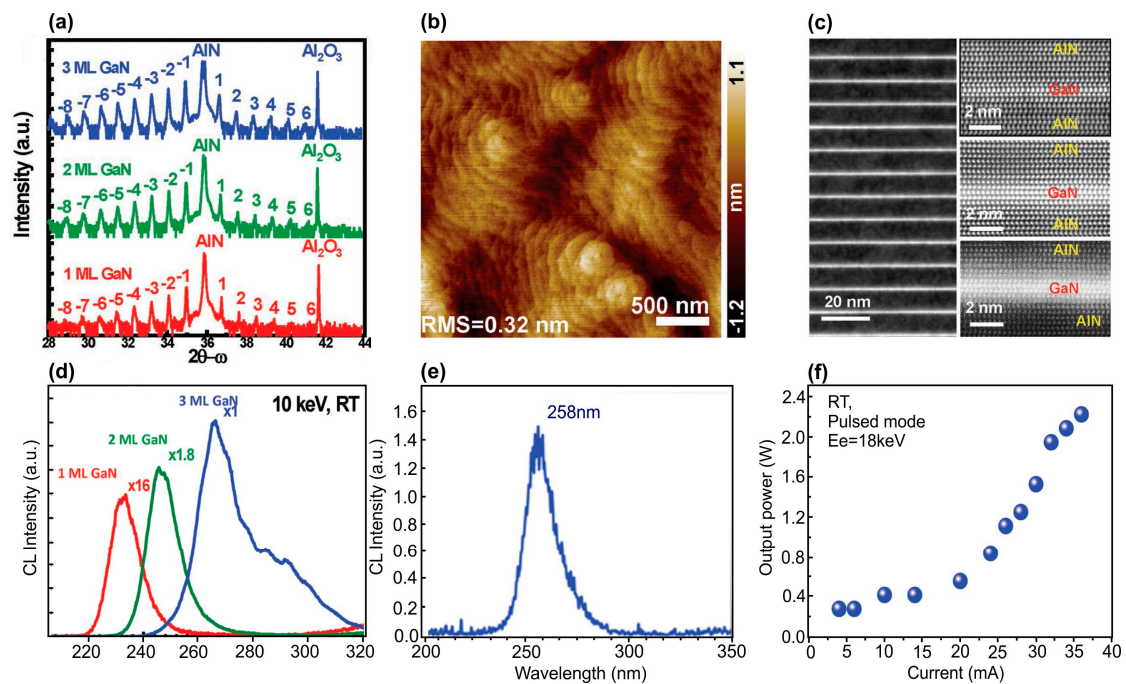 (a)
3 ML GaN
AlN
Al2O3
-8 -7 -6 -5 -4 -3 -2 -1 1 2 3 4 5 6
2 ML GaN
AlN
Al2O3
-8 -7 -6 -5 -4 -3 -2 -1 1 2 3 4 5 6
1 ML GaN
AlN
Al2O3
-8 -7 -6 -5 -4 -3 -2 -1 1 2 3 4 5 6
Intensity (a.u.)
28 30 32 34 36 38 40 42 44
2θ-ω
(b)
RMS=0.32 nm
500 nm
1.1
nm
-1.2
(c)
20 nm
AlN
GaN
2 nm
AlN
AlN
GaN
2 nm
AlN
AlN
GaN
2 nm
AlN
(d)
3 ML GaN
x1
10 keV, RT
2 ML GaN
x1.8
1 ML GaN
x16
CL Intensity (a.u.)
220 240 260 280 300 320
(e)
258nm
CL Intensity (a.u.)
1.6
1.4
1.2
1.0
0.8
0.6
0.4
0.2
0.0
200 250 300 350
Wavelength (nm)
(f)
RT,
Pulsed mode
Ee=18keV
Output power (W)
2.4
2.0
1.6
1.2
0.8
0.4
0.0
0 5 10 15 20 25 30 35 40
Current (mA)